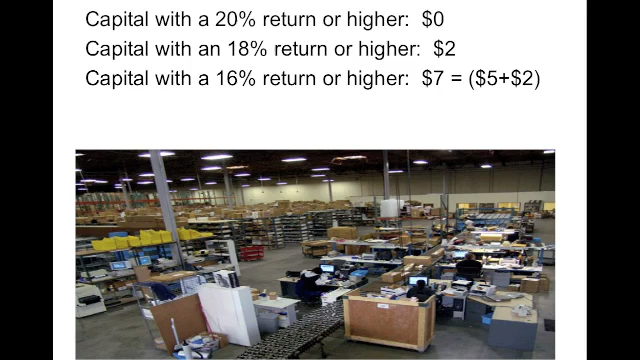 Capital with a 20% return or higher:  $0
Capital with an 18% return or higher:  $2
Capital with a 16% return or higher:  $7 = ($5+$2)